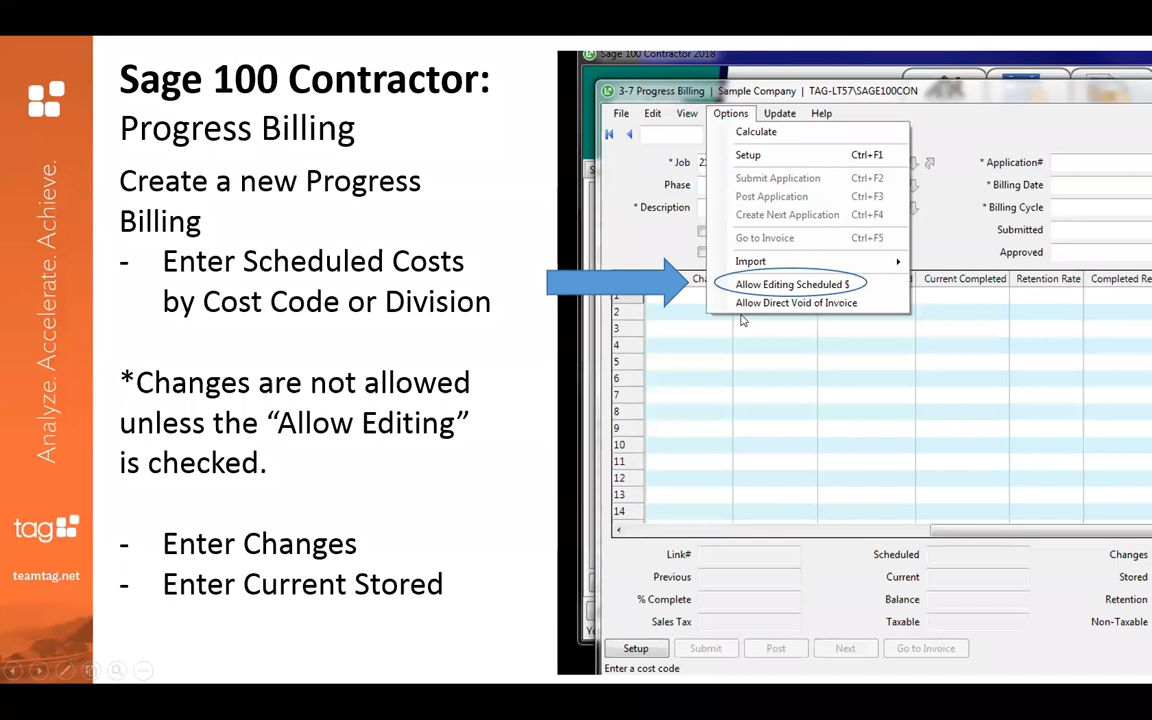 Sage 100 Contractor:
Progress Billing
Create a new Progress
Billing
- Enter Scheduled Costs
by Cost Code or Division
*Changes are not allowed
unless the “Allow Editing”
is checked.
- Enter Changes
- Enter Current Stored
Analyze. Accelerate. Achieve.
tag
teamtag.net
Sage 100 Contractor 2018
3-7 Progress Billing | Sample Company | TAG-LT57\SAGE100CON
File Edit View Options Update Help
Calculate
Setup Ctrl+F1
Submit Application Ctrl+F2
Post Application Ctrl+F3
Create Next Application Ctrl+F4
Go to Invoice Ctrl+F5
Import
Allow Editing Scheduled $
Allow Direct Void of Invoice
* Job
Phase
* Description
* Application#
* Billing Date
* Billing Cycle
Submitted
Approved
Current Completed Retention Rate Completed Re
1
2
3
4
5
6
7
8
9
10
11
12
13
14
Link# Scheduled Changes
Previous Current Stored
% Complete Balance Retention
Sales Tax Taxable Non-Taxable
Setup Submit Post Next Go to Invoice
Enter a cost code